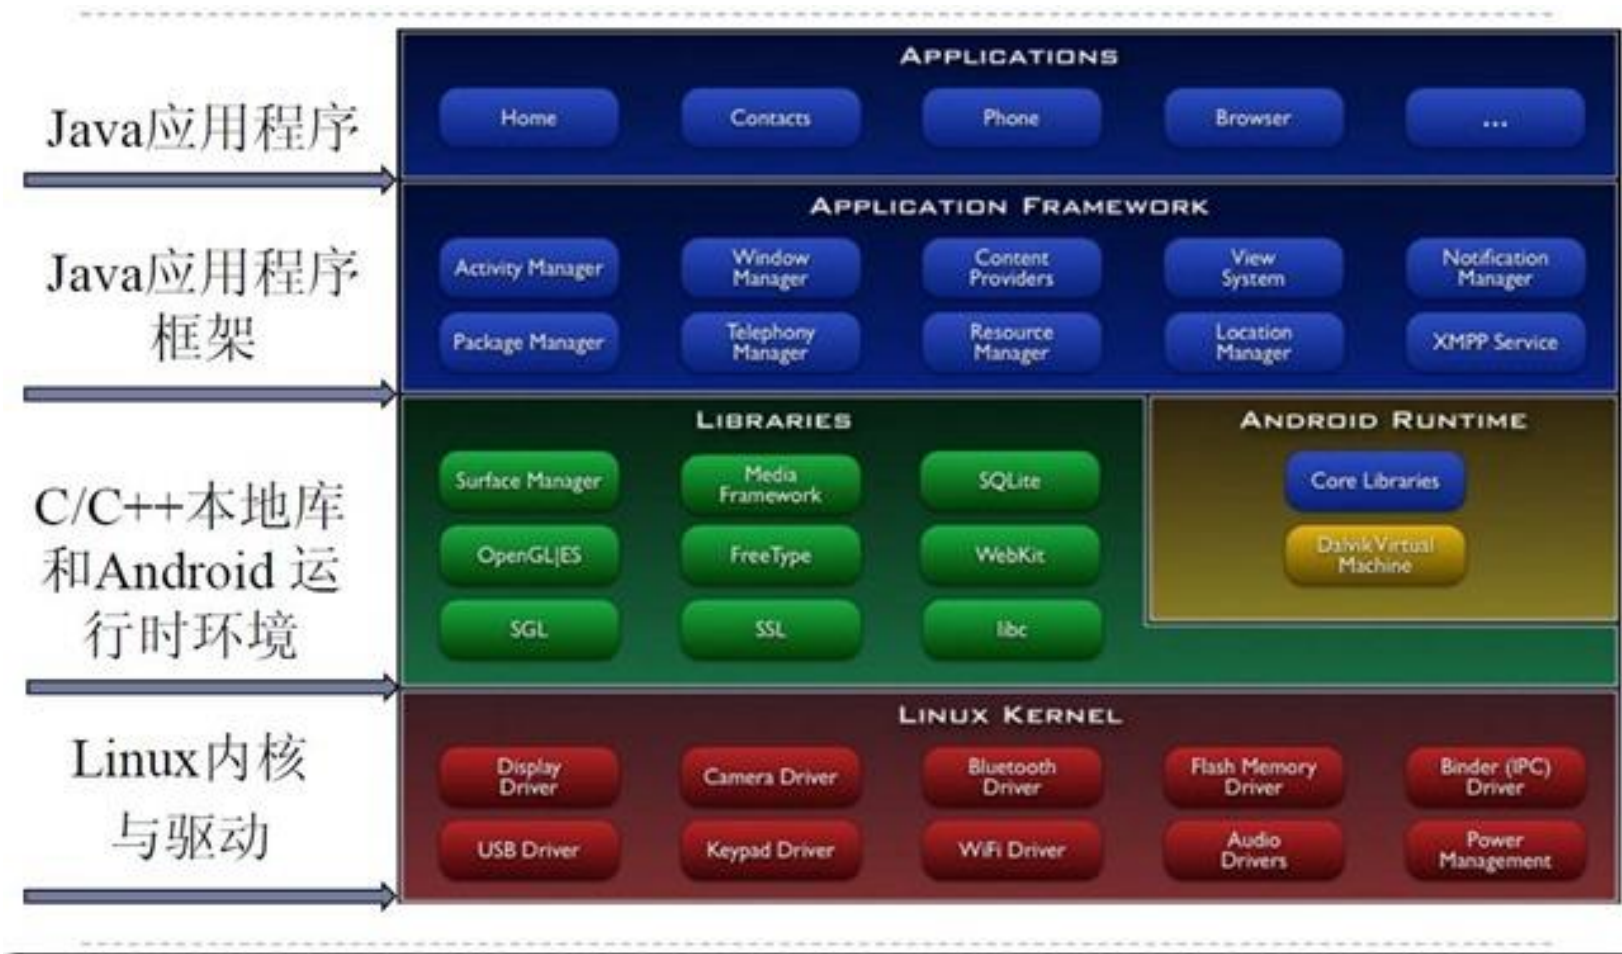 Java应用程序
APPLICATIONS
Home
Contacts
Phone
Browser
...
Java应用程序
框架
APPLICATION FRAMEWORK
Activity Manager
Window
Manager
Content
Providers
View
System
Notification
Manager
Package Manager
Telephony
Manager
Resource
Manager
Location
Manager
XMPP Service
C/C++本地库
和Android 运
行时环境
LIBRARIES
Surface Manager
Media
Framework
SQLite
OpenGL|ES
FreeType
WebKit
SGL
SSL
libc
ANDROID RUNTIME
Core Libraries
Dalvik Virtual
Machine
Linux内核
与驱动
LINUX KERNEL
Display
Driver
Camera Driver
Bluetooth
Driver
Flash Memory
Driver
Binder (IPC)
Driver
USB Driver
Keypad Driver
WiFi Driver
Audio
Drivers
Power
Management